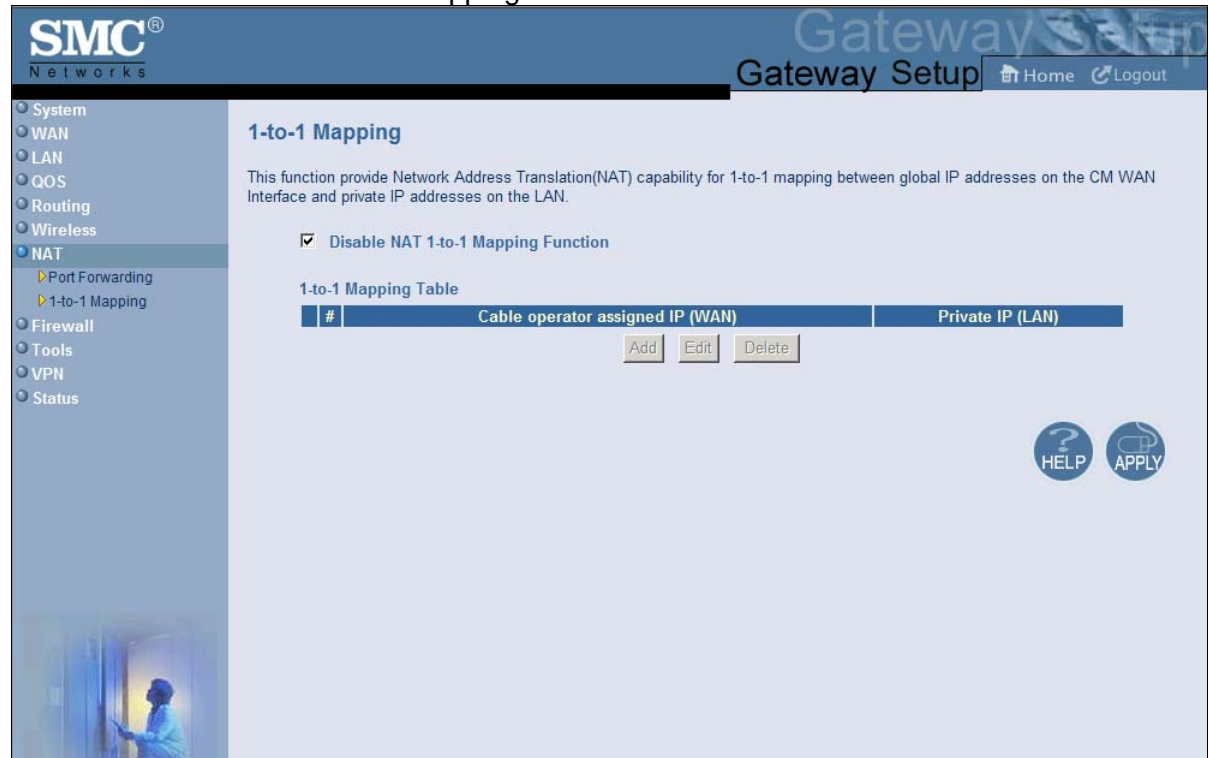 pping
SMC®
Networks
Gateway Setup
Gateway Setup
Home
Logout
System
WAN
LAN
QOS
Routing
Wireless
NAT
Port Forwarding
1-to-1 Mapping
Firewall
Tools
VPN
Status
1-to-1 Mapping
This function provide Network Address Translation(NAT) capability for 1-to-1 mapping between global IP addresses on the CM WAN
Interface and private IP addresses on the LAN.
Disable NAT 1-to-1 Mapping Function
1-to-1 Mapping Table
# Cable operator assigned IP (WAN) Private IP (LAN)
Add Edit Delete
HELP APPLY